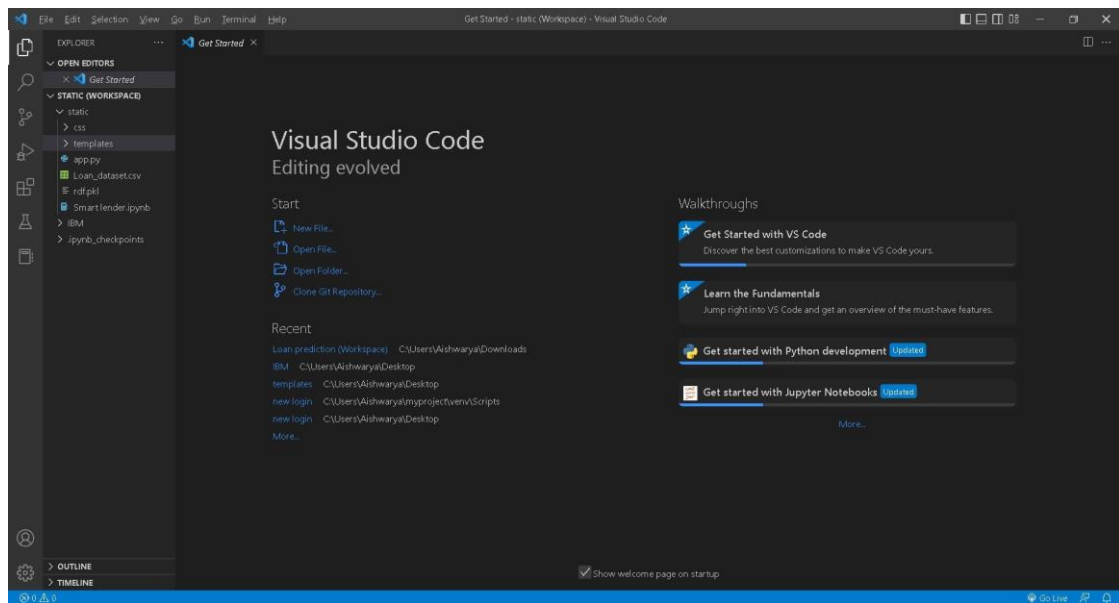 File Edit Selection View Go Run Terminal Help
Get Started - static (Workspace) - Visual Studio Code
EXPLORER
Get Started
OPEN EDITORS
Get Started
STATIC (WORKSPACE)
static
css
templates
app.py
Loan_dataset.csv
rdf.pkl
Smart lender.ipynb
IBM
.ipynb_checkpoints
OUTLINE
TIMELINE
Visual Studio Code
Editing evolved
Start
New File...
Open File...
Open Folder...
Clone Git Repository...
Recent
Loan prediction (Workspace) C:\Users\Aishwarya\Downloads
IBM C:\Users\Aishwarya\Desktop
templates C:\Users\Aishwarya\Desktop
new login C:\Users\Aishwarya\myproject\venv\Scripts
new login C:\Users\Aishwarya\Desktop
More...
Walkthroughs
Get Started with VS Code
Discover the best customizations to make VS Code yours.
Learn the Fundamentals
Jump right into VS Code and get an overview of the must-have features.
Get started with Python development Updated
Get started with Jupyter Notebooks Updated
More...
Show welcome page on startup
0 0
Go Live